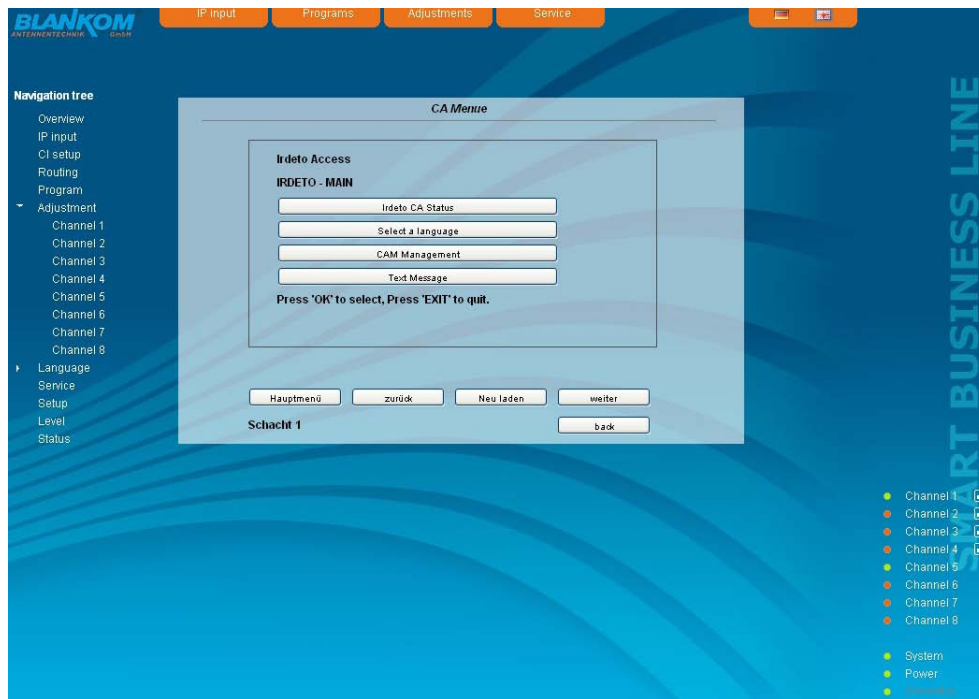 BLANKOM
ANTENNENTECHNIK GmbH
IP input
Programs
Adjustments
Service
Navigation tree
Overview
IP input
CI setup
Routing
Program
Adjustment
Channel 1
Channel 2
Channel 3
Channel 4
Channel 5
Channel 6
Channel 7
Channel 8
Language
Service
Setup
Level
Status
CA Menue
Irdeto Access
IRDETO - MAIN
Irdeto CA Status
Select a language
CAM Management
Text Message
Press 'OK' to select, Press 'EXIT' to quit.
Hauptmenü
zurück
Neu laden
weiter
Schacht 1
back
SMART BUSINESS LINE
Channel 1
Channel 2
Channel 3
Channel 4
Channel 5
Channel 6
Channel 7
Channel 8
System
Power